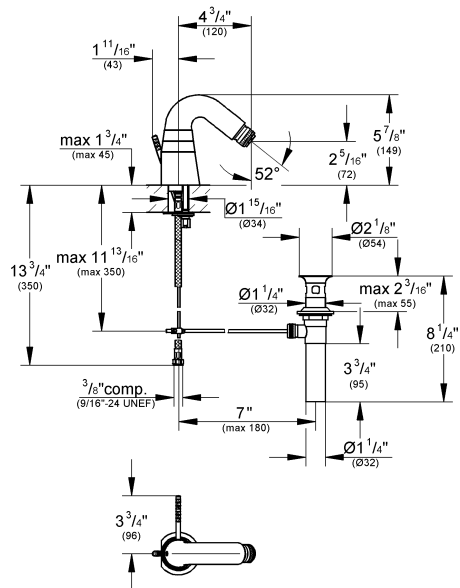 4 3/4"
(120)
1 11/16"
(43)
max 1 3/4"
(max 45)
5 7/8"
(149)
2 5/16"
(72)
52°
Ø1 15/16"
(Ø34)
Ø2 1/8"
(Ø54)
max 11 13/16"
(max 350)
13 3/4"
(350)
Ø1 1/4"
(Ø32)
max 2 3/16"
(max 55)
8 1/4"
(210)
3 3/4"
(95)
3/8"comp.
(9/16"-24 UNEF)
7"
(max 180)
Ø1 1/4"
(Ø32)
3 3/4"
(96)